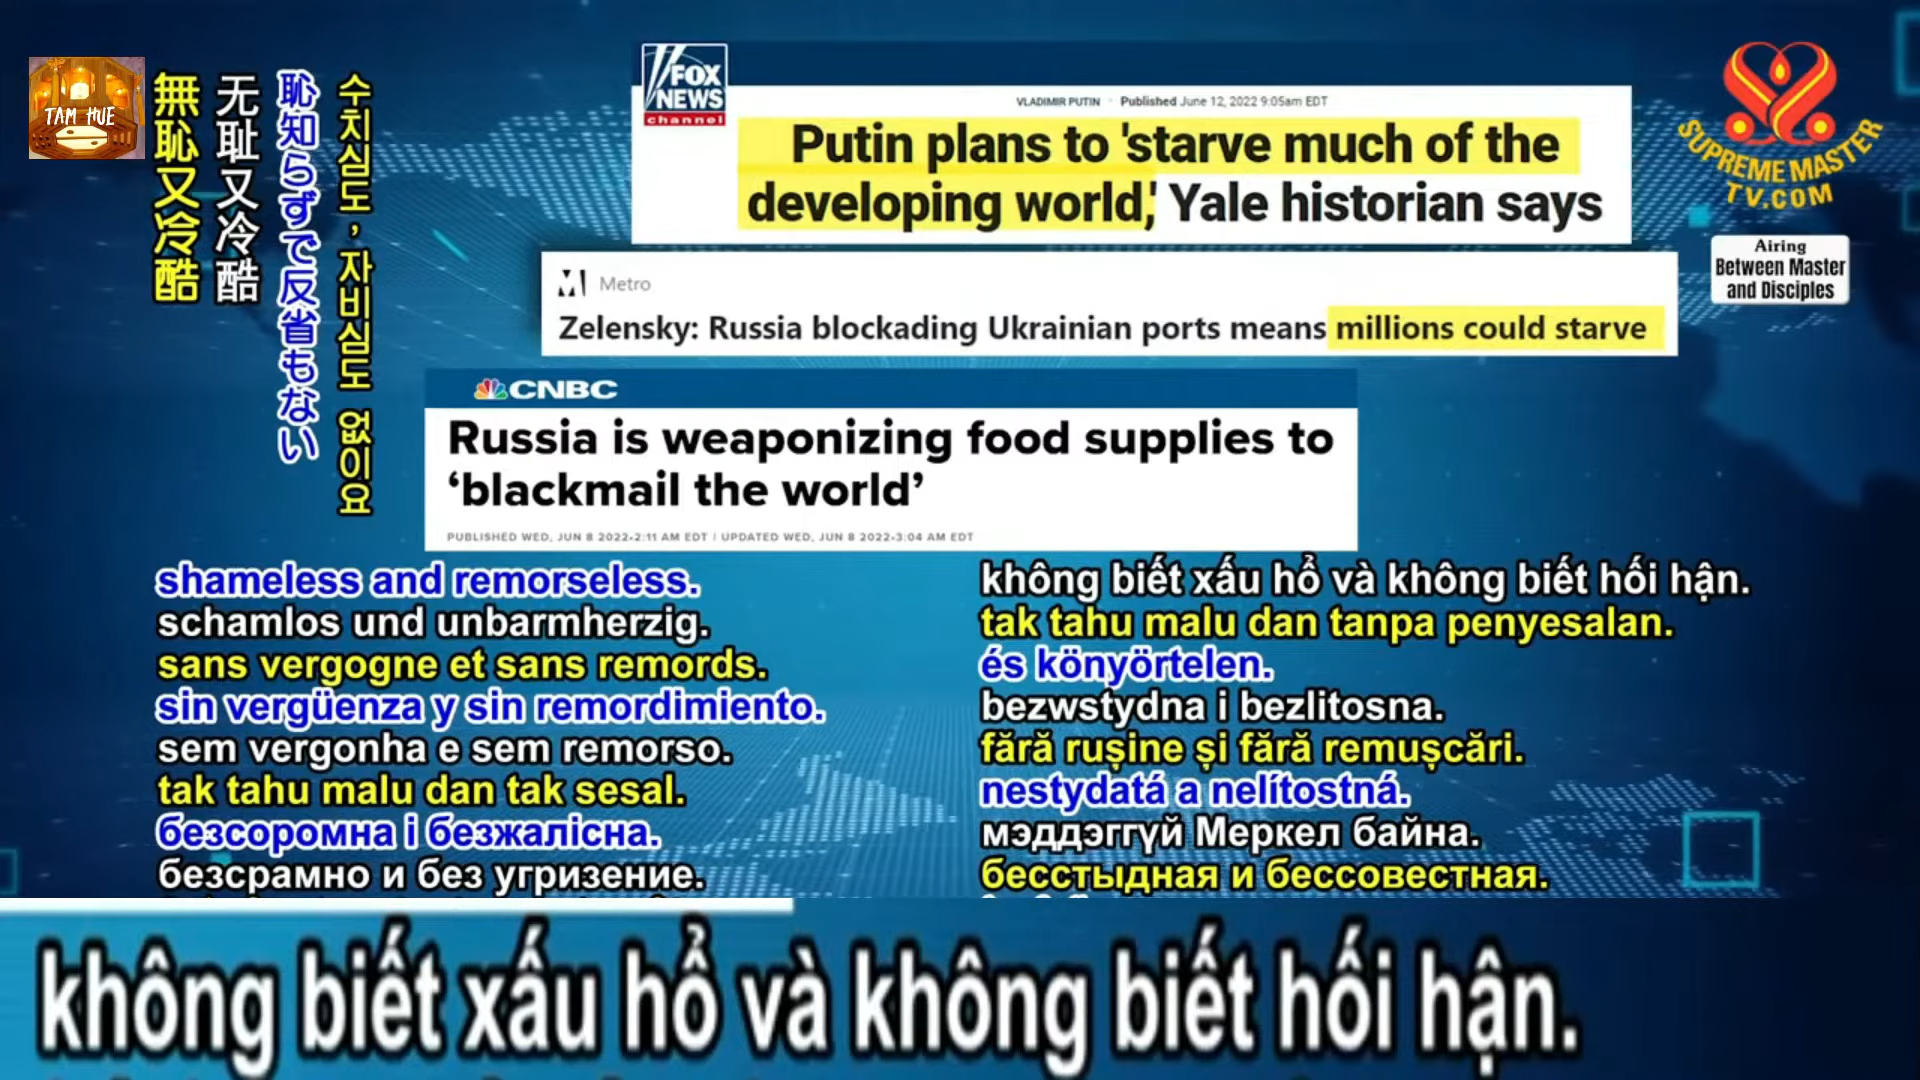 TAM HUE
無恥又冷酷
无耻又冷酷
恥知らずで反省もない
수치심도, 자비심도 없이요
FOX
NEWS
channel
VLADIMIR PUTIN · Published June 12, 2022 9:05am EDT
Putin plans to 'starve much of the
developing world,' Yale historian says
SUPREME MASTER
TV.COM
Airing
Between Master
and Disciples
Metro
Zelensky: Russia blockading Ukrainian ports means millions could starve
CNBC
Russia is weaponizing food supplies to
‘blackmail the world’
PUBLISHED WED, JUN 8 2022•2:11 AM EDT | UPDATED WED, JUN 8 2022•3:04 AM EDT
shameless and remorseless.
schamlos und unbarmherzig.
sans vergogne et sans remords.
sin vergüenza y sin remordimiento.
sem vergonha e sem remorso.
tak tahu malu dan tak sesal.
безсоромна і безжалісна.
безсрамно и без угризение.
không biết xấu hổ và không biết hối hận.
tak tahu malu dan tanpa penyesalan.
és könyörtelen.
bezwstydna i bezlitosna.
fără rușine și fără remușcări.
nestydatá a nelítostná.
мэддэггүй Меркел байна.
бесстыдная и бессовестная.
không biết xấu hổ và không biết hối hận.